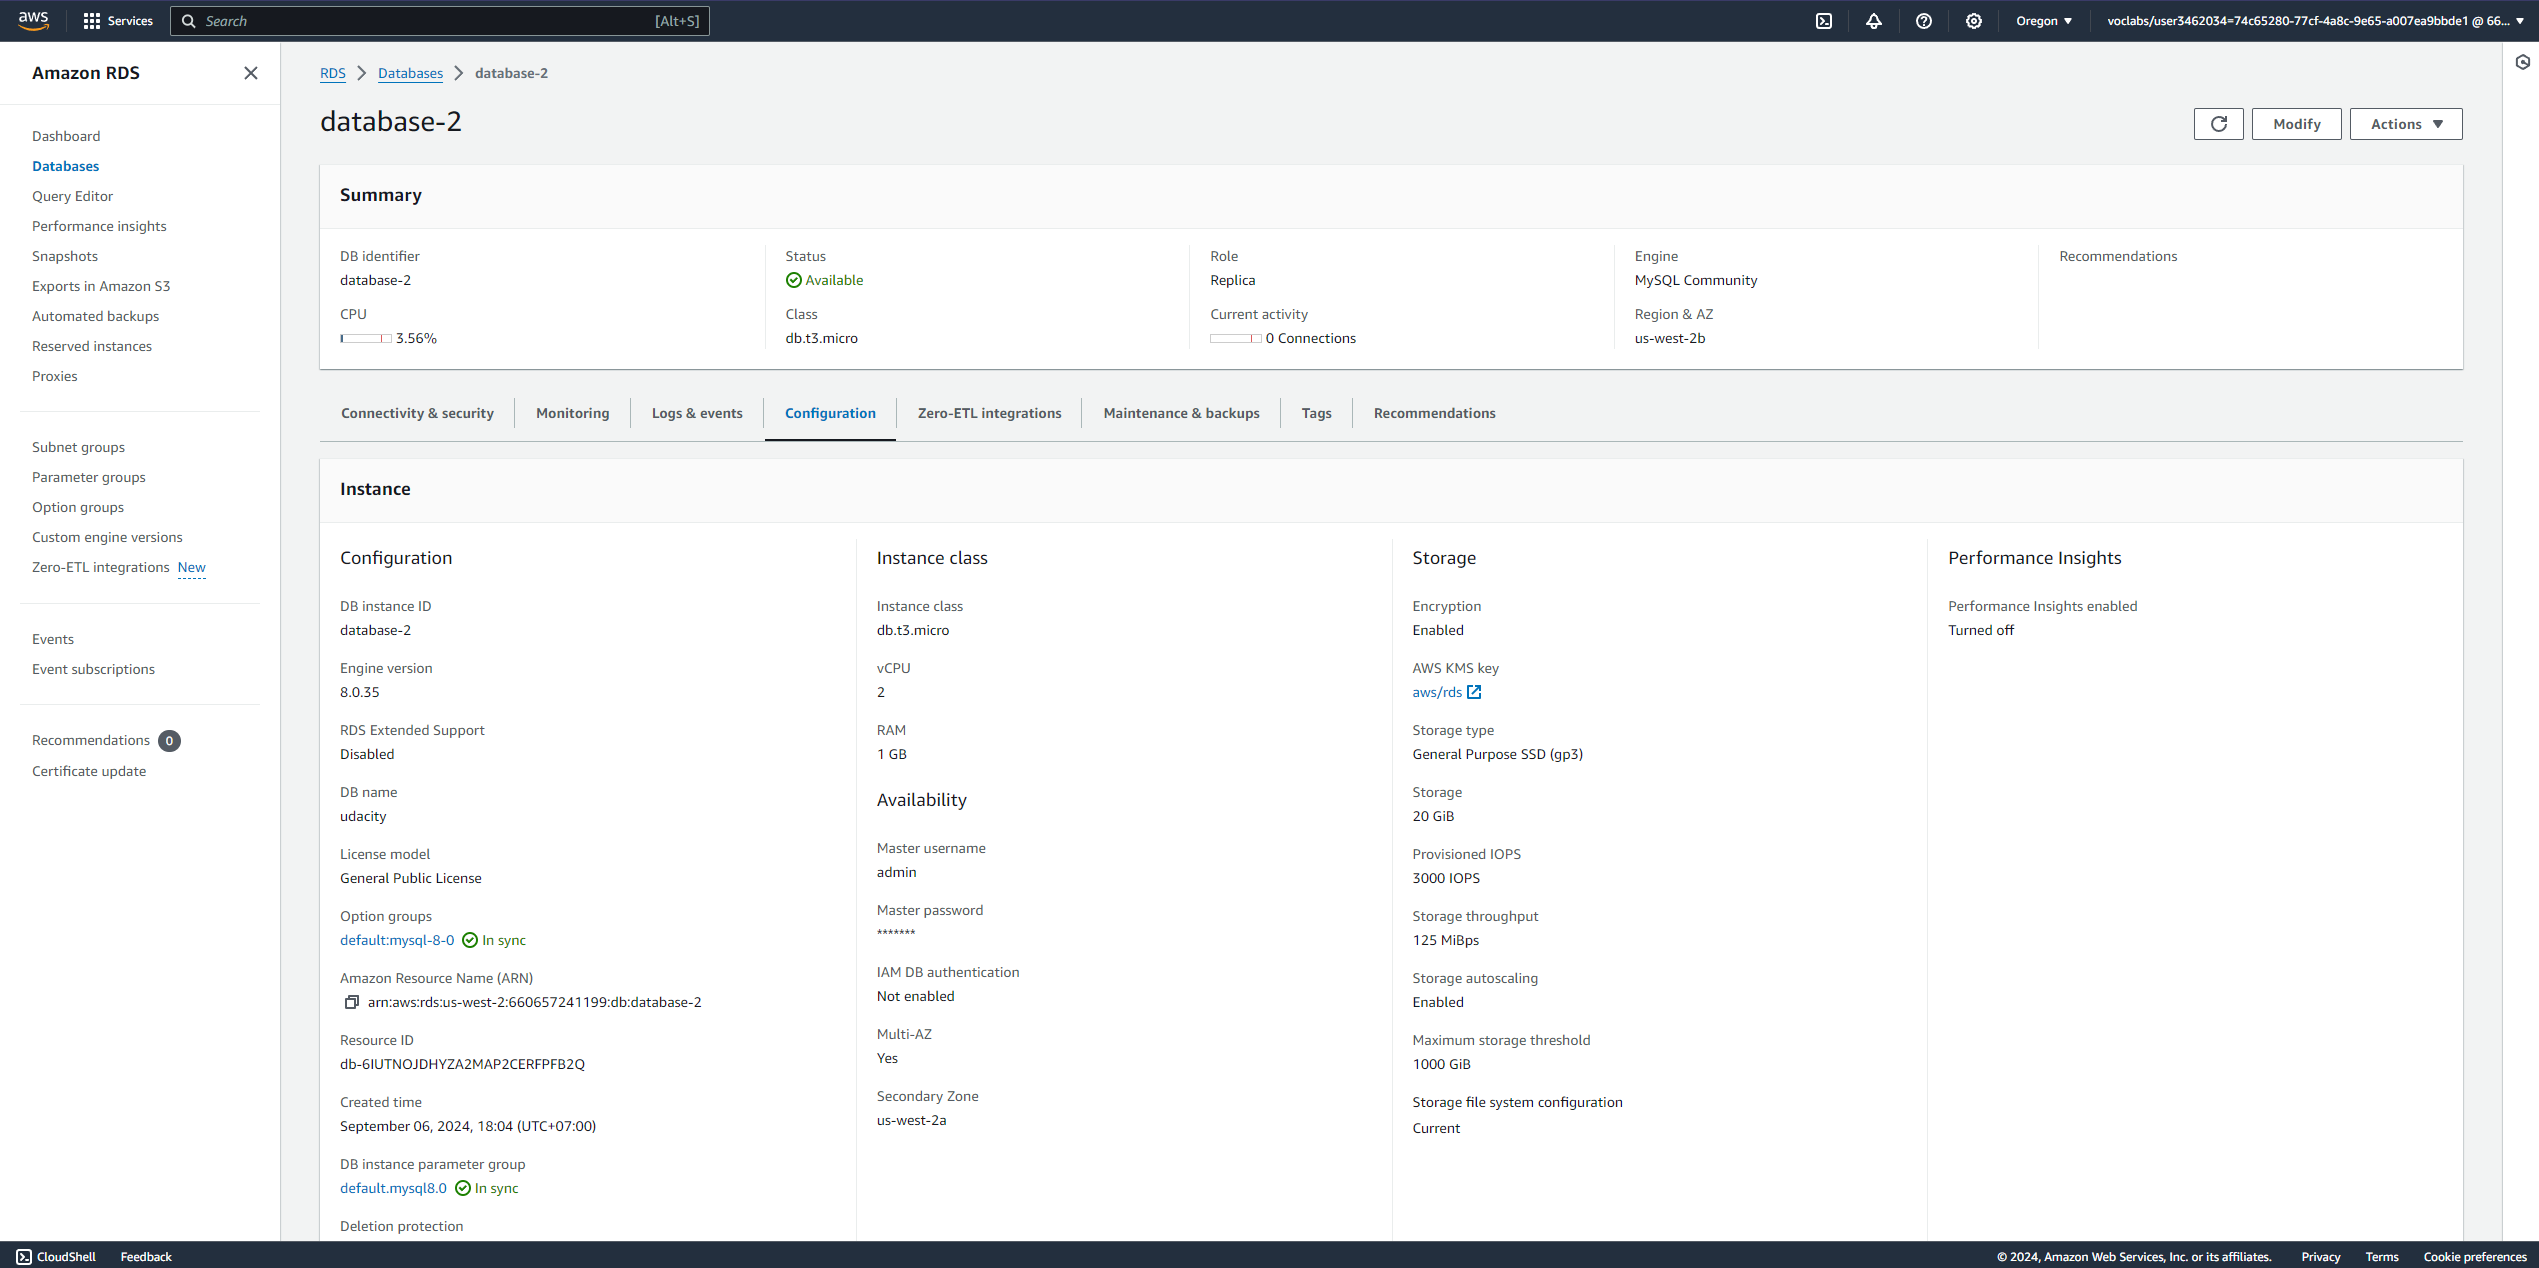 aws
Services
Search
[Alt+S]
Oregon
voclabs/user3462034=74c65280-77cf-4a8c-9e65-a007ea9bbde1 @ 66...
Amazon RDS
Dashboard
Databases
Query Editor
Performance insights
Snapshots
Exports in Amazon S3
Automated backups
Reserved instances
Proxies
Subnet groups
Parameter groups
Option groups
Custom engine versions
Zero-ETL integrations New
Events
Event subscriptions
Recommendations 0
Certificate update
RDS
Databases
database-2
database-2
Modify
Actions
Summary
DB identifier
database-2
CPU
3.56%
Status
Available
Class
db.t3.micro
Role
Replica
Current activity
0 Connections
Engine
MySQL Community
Region & AZ
us-west-2b
Recommendations
Connectivity & security
Monitoring
Logs & events
Configuration
Zero-ETL integrations
Maintenance & backups
Tags
Recommendations
Instance
Configuration
DB instance ID
database-2
Engine version
8.0.35
RDS Extended Support
Disabled
DB name
udacity
License model
General Public License
Option groups
default:mysql-8-0 In sync
Amazon Resource Name (ARN)
arn:aws:rds:us-west-2:660657241199:db:database-2
Resource ID
db-6IUTNOJDHYZA2MAP2CERFPFB2Q
Created time
September 06, 2024, 18:04 (UTC+07:00)
DB instance parameter group
default.mysql8.0 In sync
Deletion protection
Instance class
Instance class
db.t3.micro
vCPU
2
RAM
1 GB
Availability
Master username
admin
Master password
*******
IAM DB authentication
Not enabled
Multi-AZ
Yes
Secondary Zone
us-west-2a
Storage
Encryption
Enabled
AWS KMS key
aws/rds
Storage type
General Purpose SSD (gp3)
Storage
20 GiB
Provisioned IOPS
3000 IOPS
Storage throughput
125 MiBps
Storage autoscaling
Enabled
Maximum storage threshold
1000 GiB
Storage file system configuration
Current
Performance Insights
Performance Insights enabled
Turned off
CloudShell
Feedback
© 2024, Amazon Web Services, Inc. or its affiliates.
Privacy
Terms
Cookie preferences